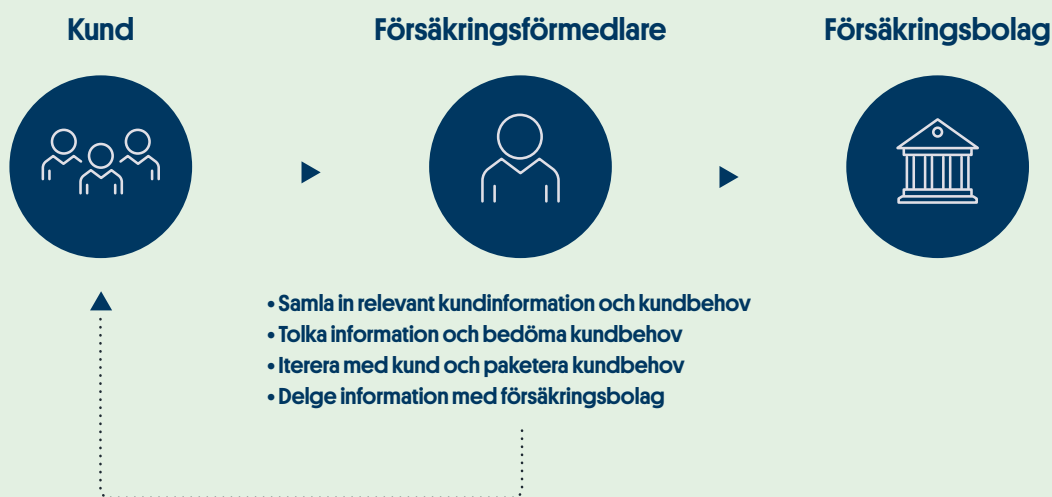 Kund
Försäkringsförmedlare
Försäkringsbolag
• Samla in relevant kundinformation och kundbehov
• Tolka information och bedöma kundbehov
• Iterera med kund och paketera kundbehov
• Delge information med försäkringsbolag